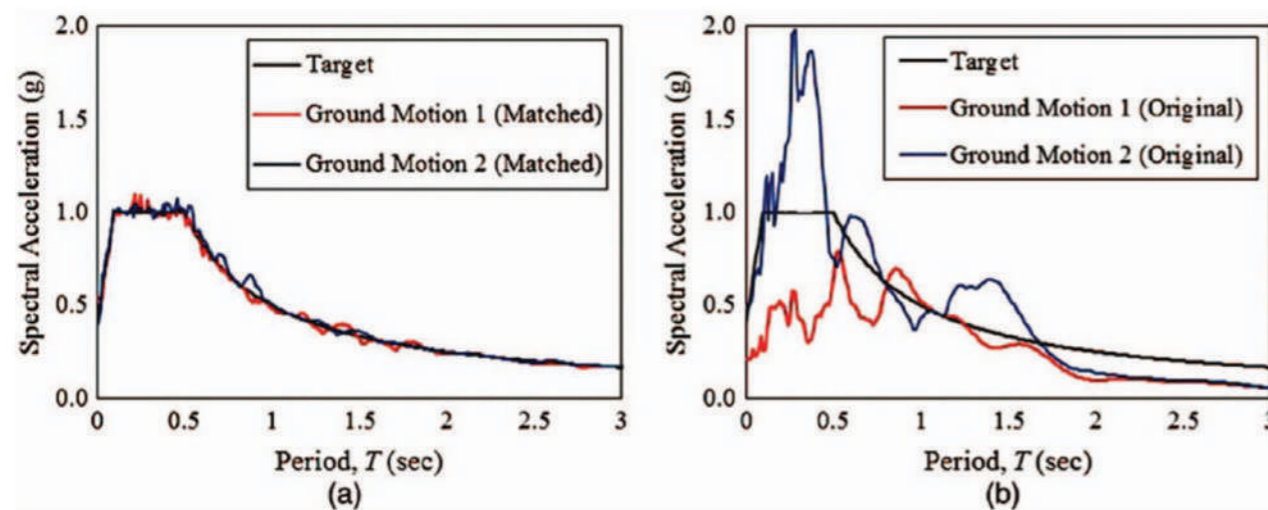 2.0
1.5
1.0
0.5
0.0
Spectral Acceleration (g)
Target
Ground Motion 1 (Matched)
Ground Motion 2 (Matched)
0 0.5 1 1.5 2 2.5 3
Period, T (sec)
(a)
2.0
1.5
1.0
0.5
0.0
Spectral Acceleration (g)
Target
Ground Motion 1 (Original)
Ground Motion 2 (Original)
0 0.5 1 1.5 2 2.5 3
Period, T (sec)
(b)